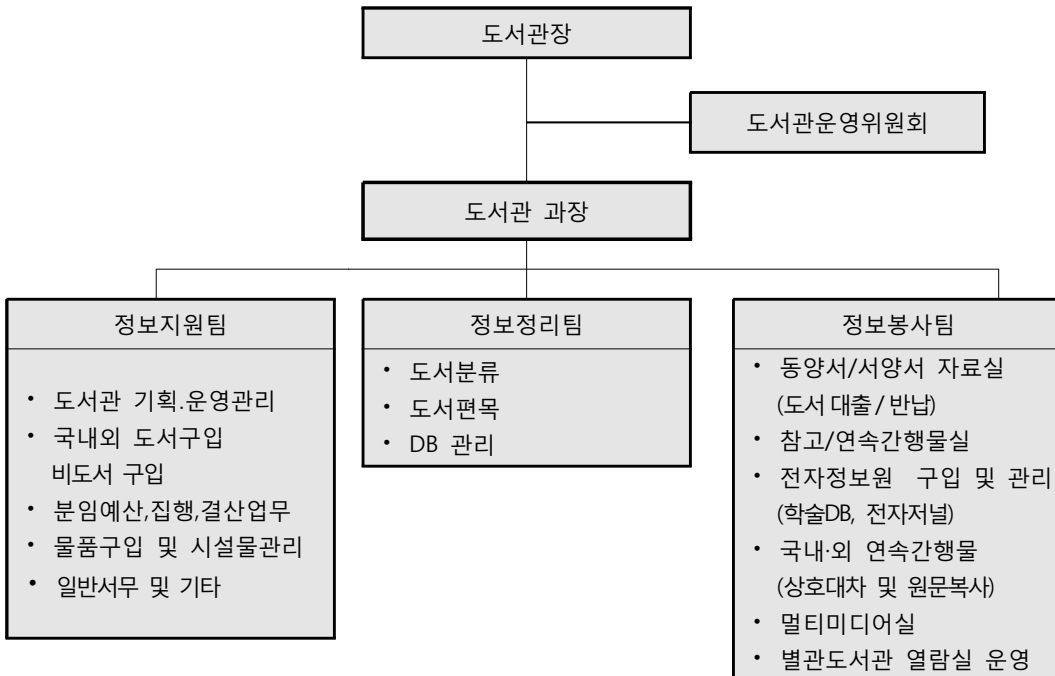 도서관장
도서관운영위원회
도서관 과장
정보지원팀
• 도서관 기획.운영관리
• 국내외 도서구입
비도서 구입
• 분임예산,집행,결산업무
• 물품구입 및 시설물관리
• 일반서무 및 기타
정보정리팀
• 도서분류
• 도서편목
• DB 관리
정보봉사팀
• 동양서/서양서 자료실
(도서 대출 / 반납)
• 참고/연속간행물실
• 전자정보원 구입 및 관리
(학술DB, 전자저널)
• 국내·외 연속간행물
(상호대차 및 원문복사)
• 멀티미디어실
• 별관도서관 열람실 운영